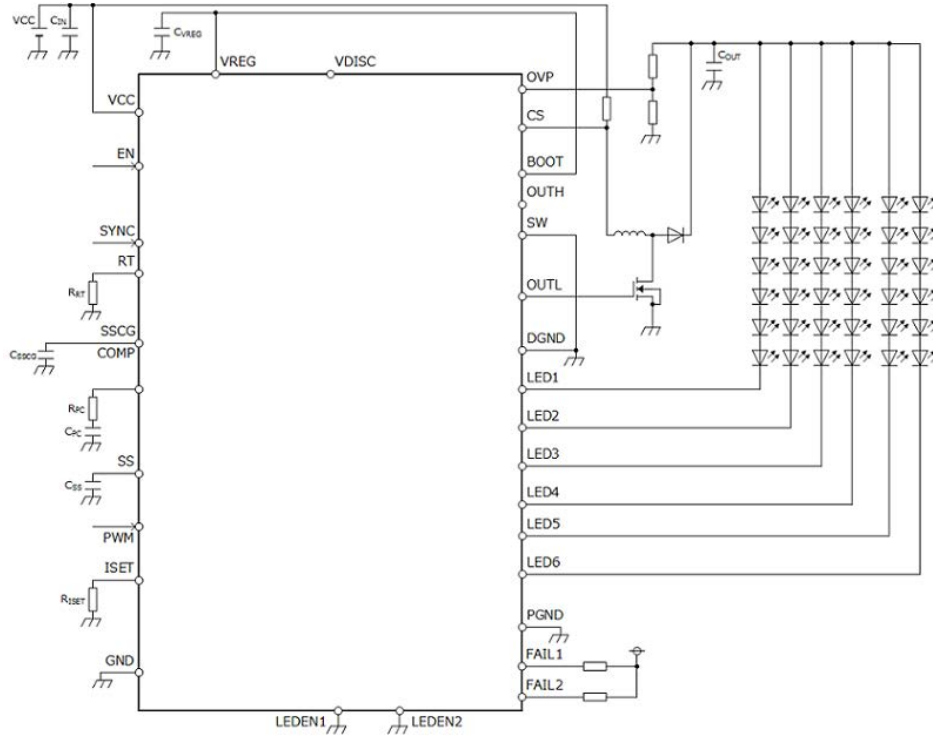 VCC
CIN
CVREG
VREG
VDISC
COUT
OVP
VCC
CS
EN
BOOT
OUTH
SW
SYNC
RT
RRT
OUTL
SSCG
CSSCG
COMP
DGND
LED1
RPC
CPC
LED2
LED3
SS
CSS
LED4
LED5
PWM
ISET
LED6
RISET
PGND
GND
FAIL1
FAIL2
LEDEN1
LEDEN2